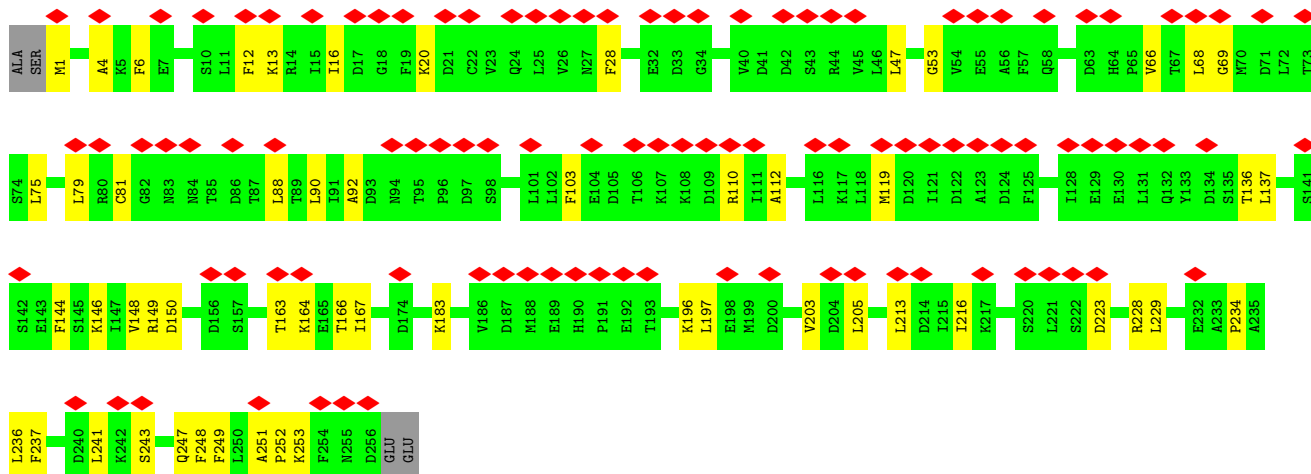 ALA SER M1 A4 K5 F6 E7 S10 L11 F12 K13 R14 I15 I16 D17 G18 F19 K20 D21 C22 V23 Q24 L25 V26 N27 F28 E32 D33 G34 V40 D41 D42 S43 R44 V45 L46 L47 G53 V54 E55 A56 F57 Q58 D63 H64 P65 V66 T67 L68 G69 M70 D71 L72 T73
S74 L75 L79 R80 C81 G82 N83 N84 T85 D86 T87 L88 T89 L90 I91 A92 D93 N94 T95 P96 D97 S98 L101 L102 F103 E104 D105 T106 K107 K108 D109 R110 I111 A112 L116 K117 L118 M119 D120 I121 D122 A123 D124 F125 I128 E129 E130 L131 Q132 Y133 D134 S135 T136 L137 S141
S142 E143 F144 S145 K146 I147 V148 R149 D150 D156 S157 T163 K164 E165 T166 I167 D174 K183 V186 D187 M188 E189 H190 P191 E192 T193 K196 L197 E198 M199 D200 V203 D204 L205 L213 D214 I215 I216 K217 S220 L221 S222 D223 R228 L229 E232 A233 P234 A235
L236 F237 D240 L241 K242 S243 Q247 F248 F249 L250 A251 P252 K253 F254 N255 D256 GLU GLU